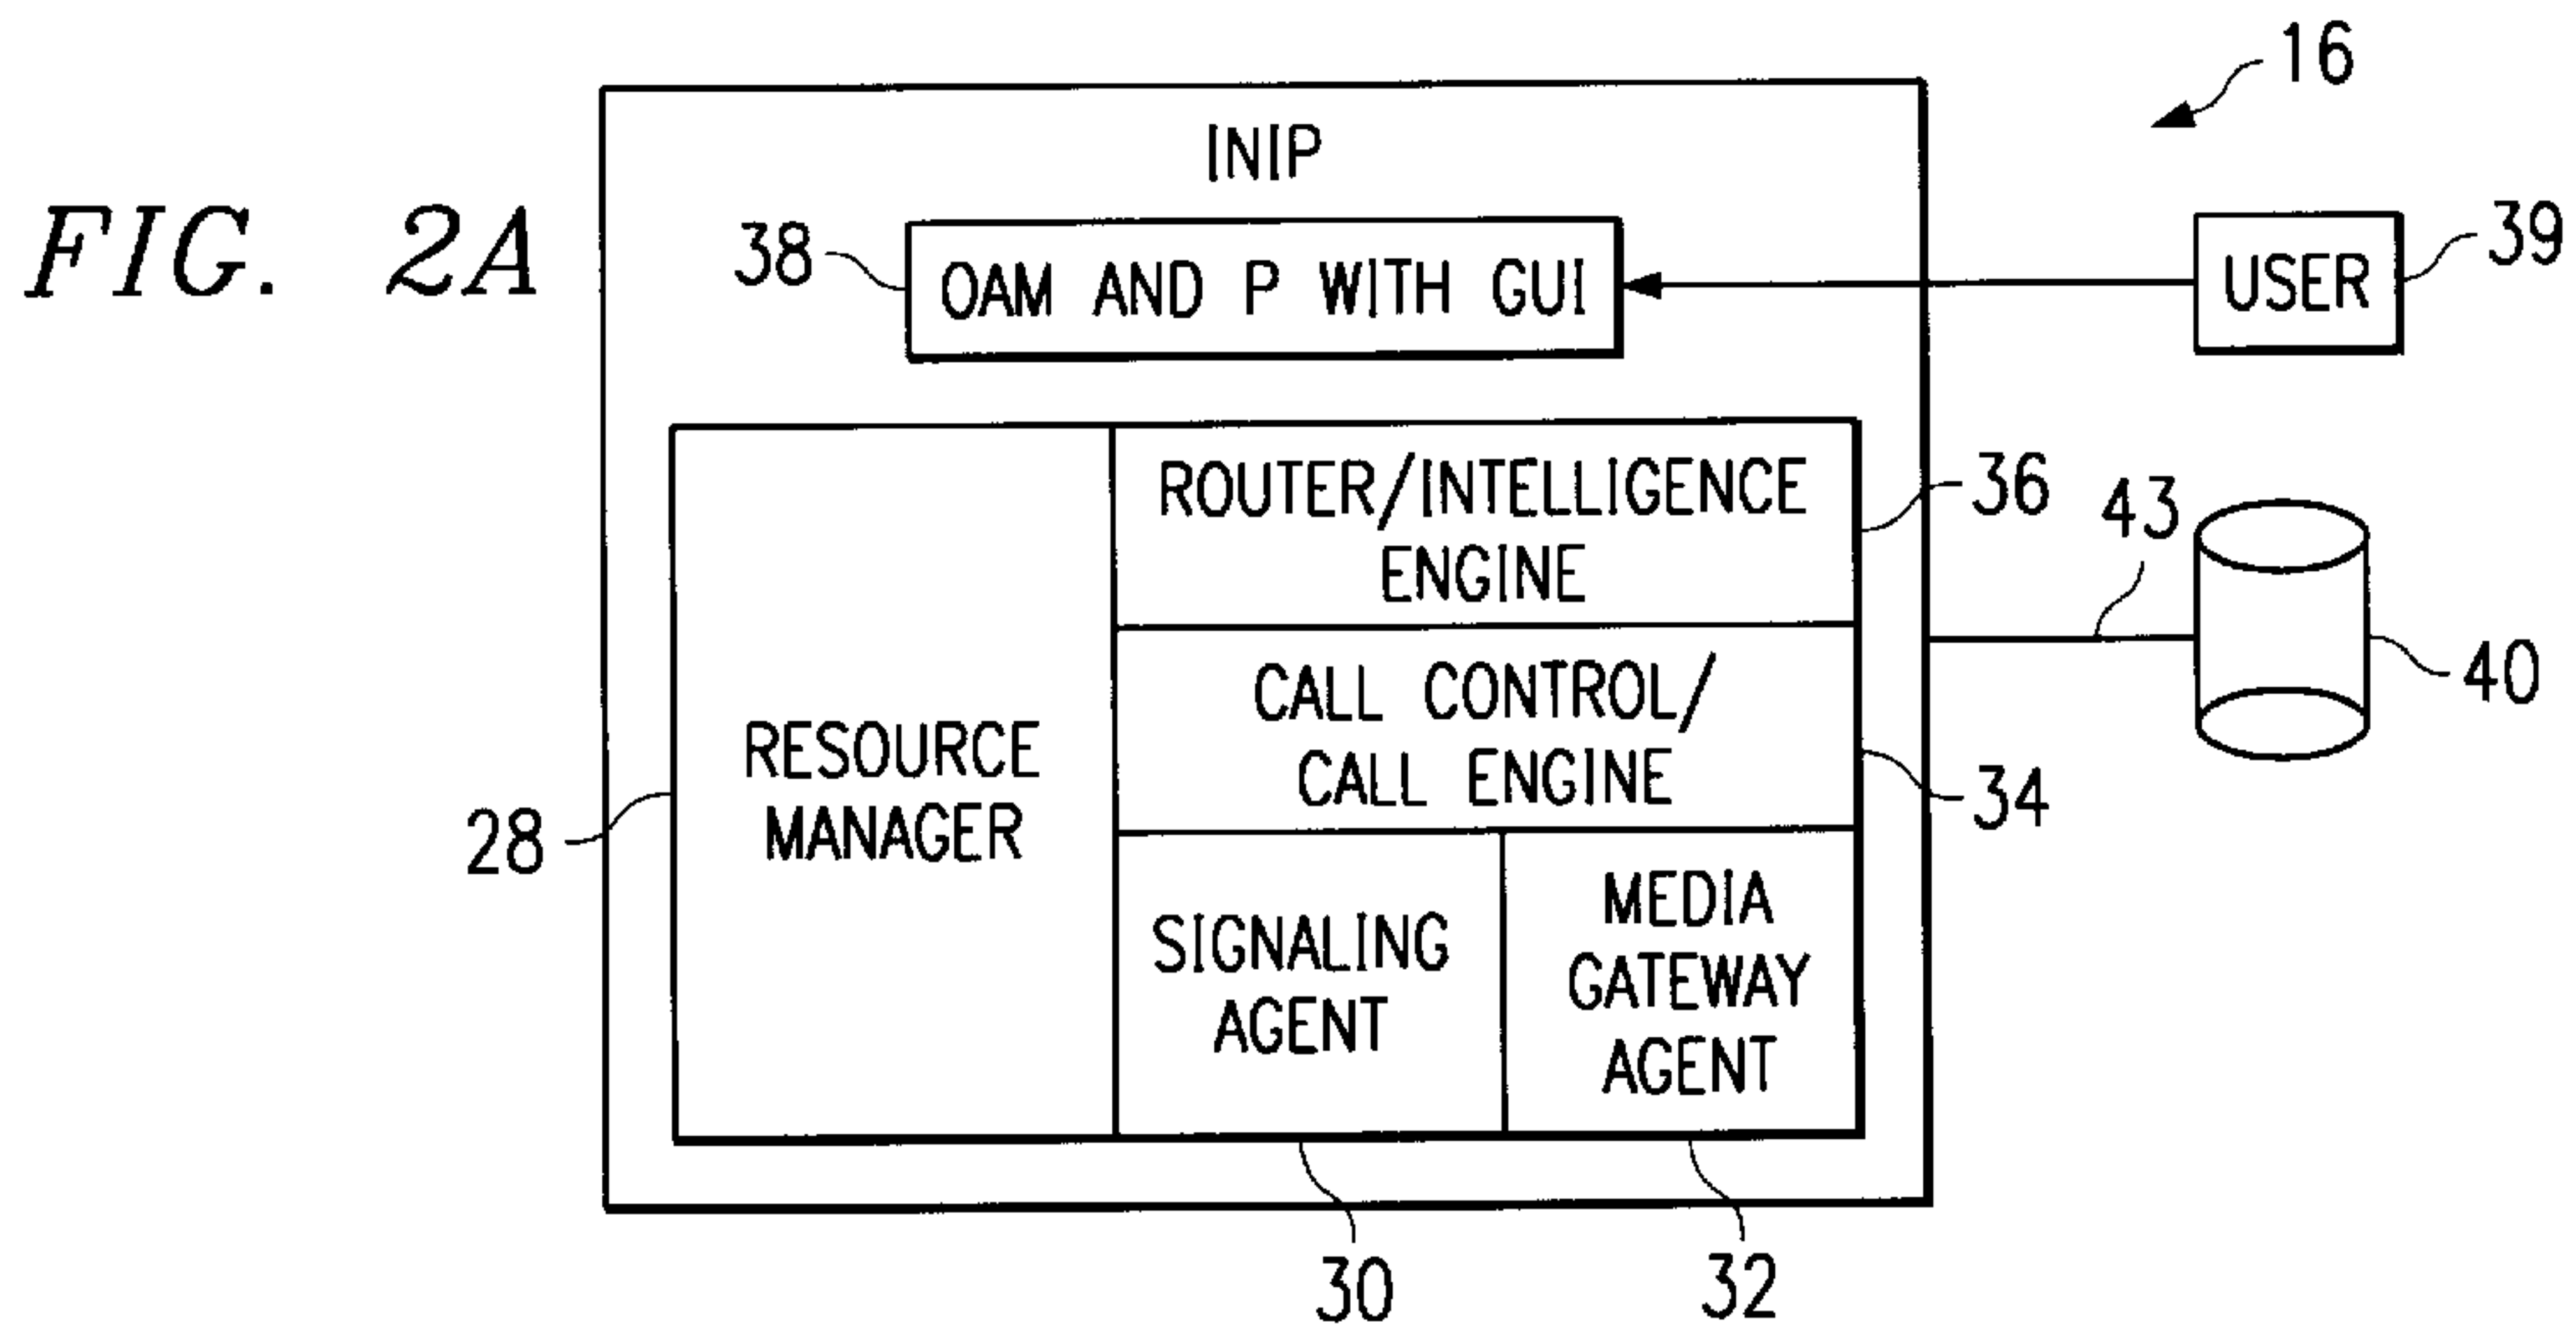 FIG. 2A
16
INIP
38
OAM AND P WITH GUI
USER
39
ROUTER/INTELLIGENCE
ENGINE
36
43
40
CALL CONTROL/
CALL ENGINE
34
RESOURCE
MANAGER
28
SIGNALING
AGENT
MEDIA
GATEWAY
AGENT
30
32